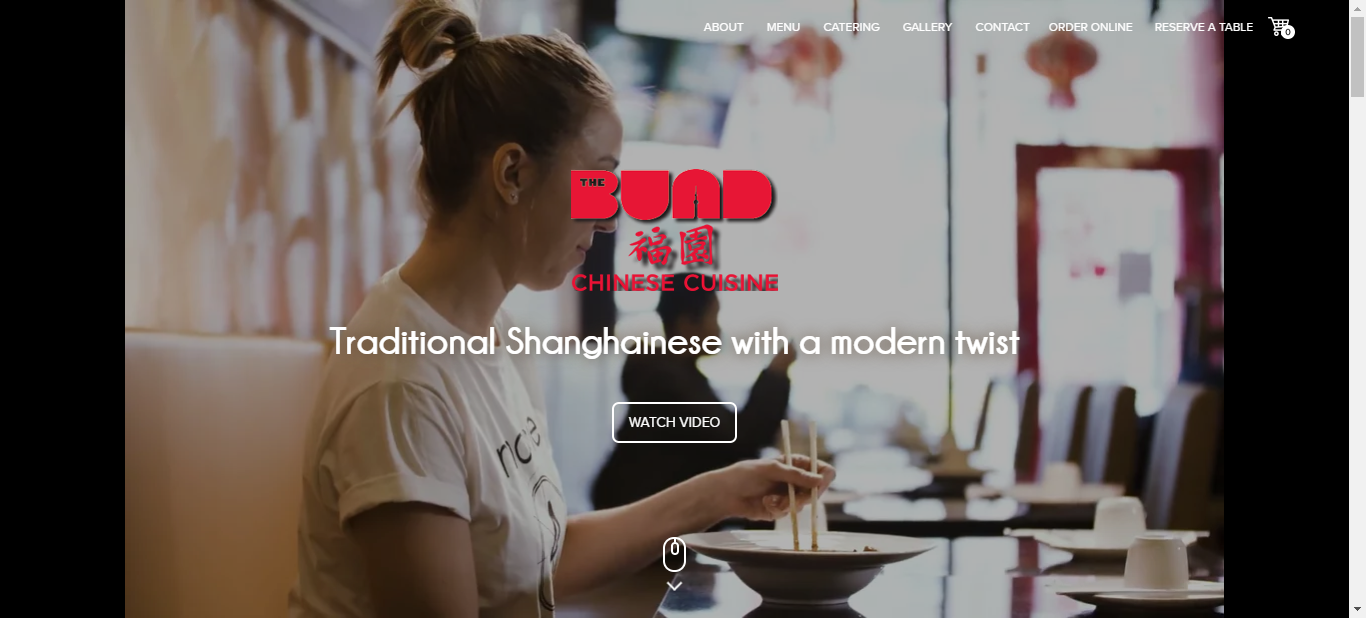 ABOUT MENU CATERING GALLERY CONTACT ORDER ONLINE RESERVE A TABLE 0
THE BUND
福園
CHINESE CUISINE
Traditional Shanghainese with a modern twist
WATCH VIDEO